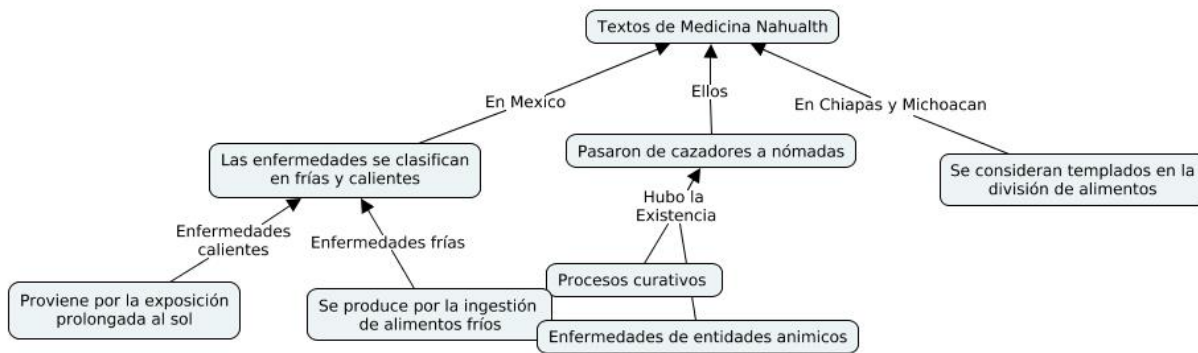 Textos de Medicina Nahualth
En Mexico
Ellos
En Chiapas y Michoacan
Las enfermedades se clasifican
en frías y calientes
Pasaron de cazadores a nómadas
Se consideran templados en la
división de alimentos
Enfermedades
calientes
Enfermedades frías
Hubo la
Existencia
Proviene por la exposición
prolongada al sol
Se produce por la ingestión
de alimentos fríos
Procesos curativos
Enfermedades de entidades animicos